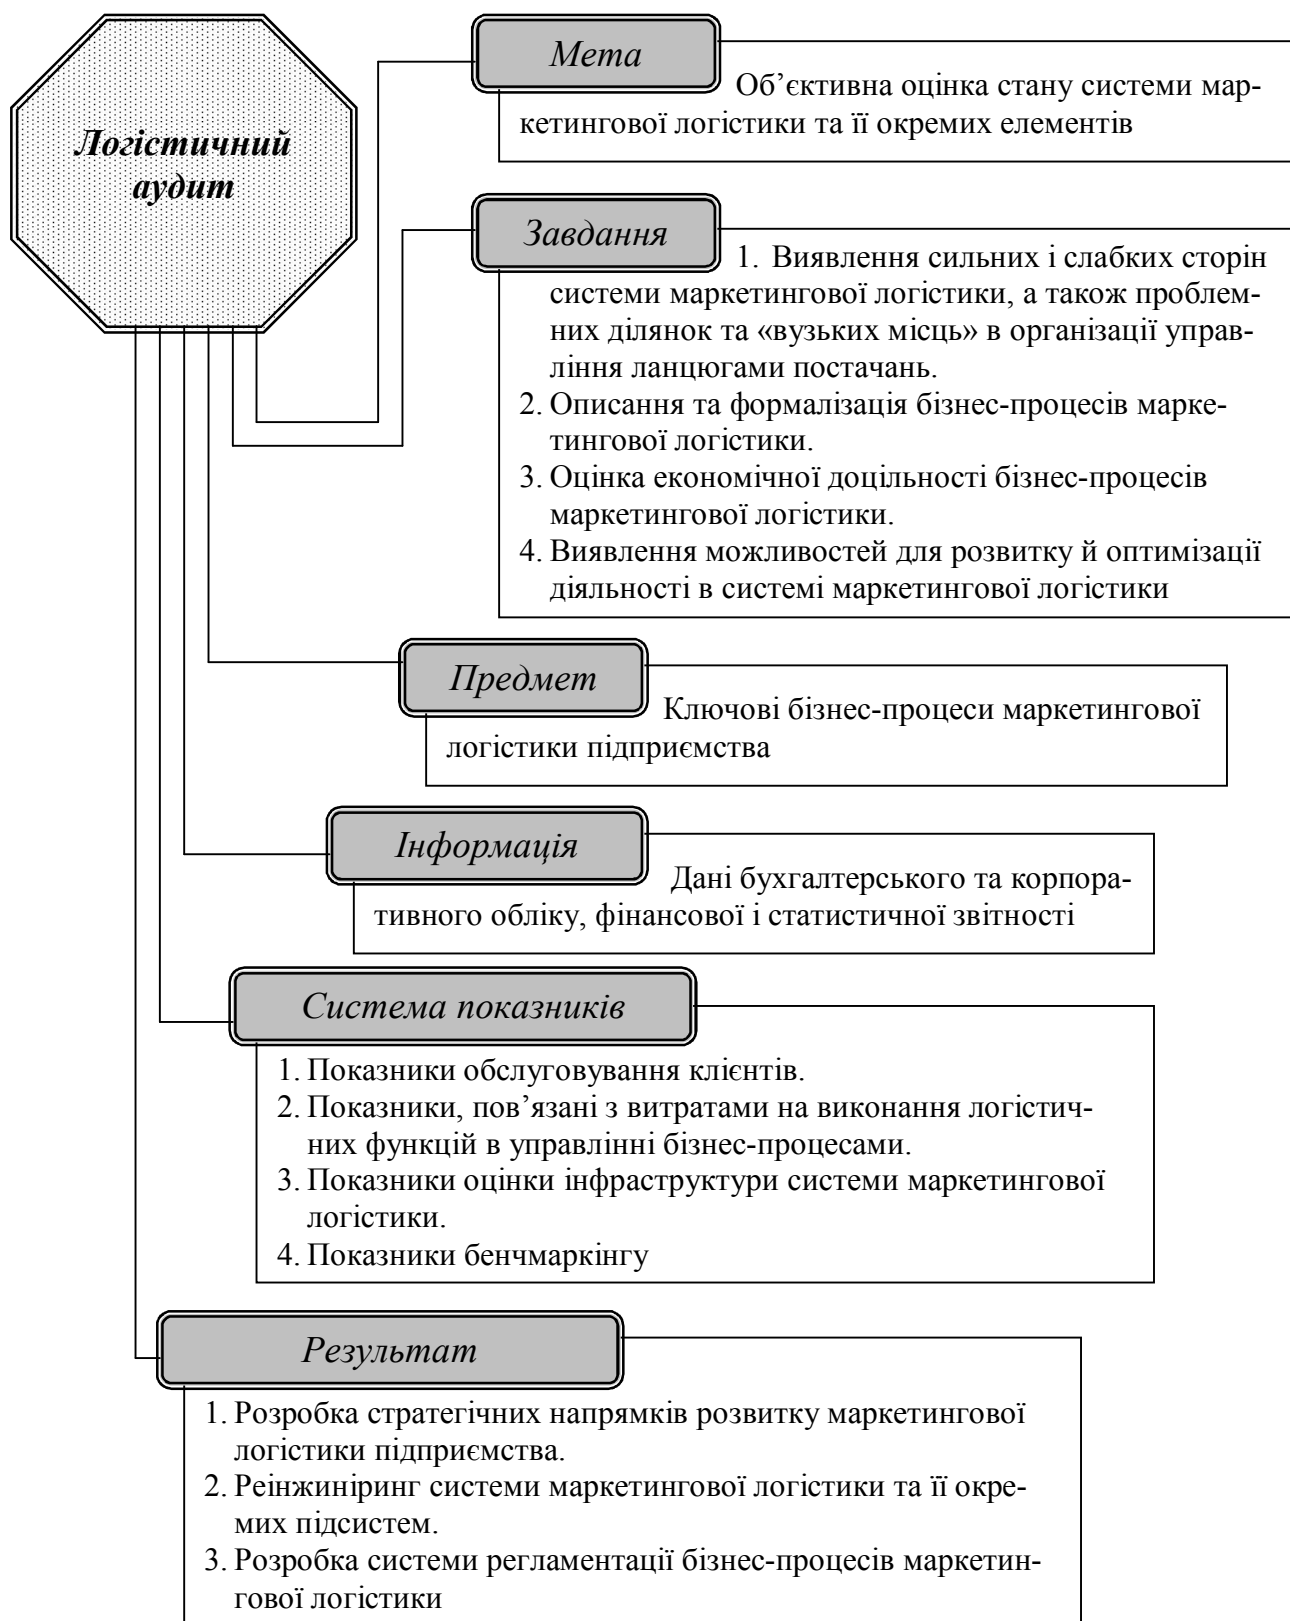 Логістичний
аудит
Мета
Об’єктивна оцінка стану системи мар-
кетингової логістики та її окремих елементів
Завдання
1. Виявлення сильних і слабких сторін
системи маркетингової логістики, а також проблем-
них ділянок та «вузьких місць» в організації управ-
ління ланцюгами постачань.
2. Описання та формалізація бізнес-процесів марке-
тингової логістики.
3. Оцінка економічної доцільності бізнес-процесів
маркетингової логістики.
4. Виявлення можливостей для розвитку й оптимізації
діяльності в системі маркетингової логістики
Предмет
Ключові бізнес-процеси маркетингової
логістики підприємства
Інформація
Дані бухгалтерського та корпора-
тивного обліку, фінансової і статистичної звітності
Система показників
1. Показники обслуговування клієнтів.
2. Показники, пов’язані з витратами на виконання логістич-
них функцій в управлінні бізнес-процесами.
3. Показники оцінки інфраструктури системи маркетингової
логістики.
4. Показники бенчмаркінгу
Результат
1. Розробка стратегічних напрямків розвитку маркетингової
логістики підприємства.
2. Реінжиніринг системи маркетингової логістики та її окре-
мих підсистем.
3. Розробка системи регламентації бізнес-процесів маркетин-
гової логістики